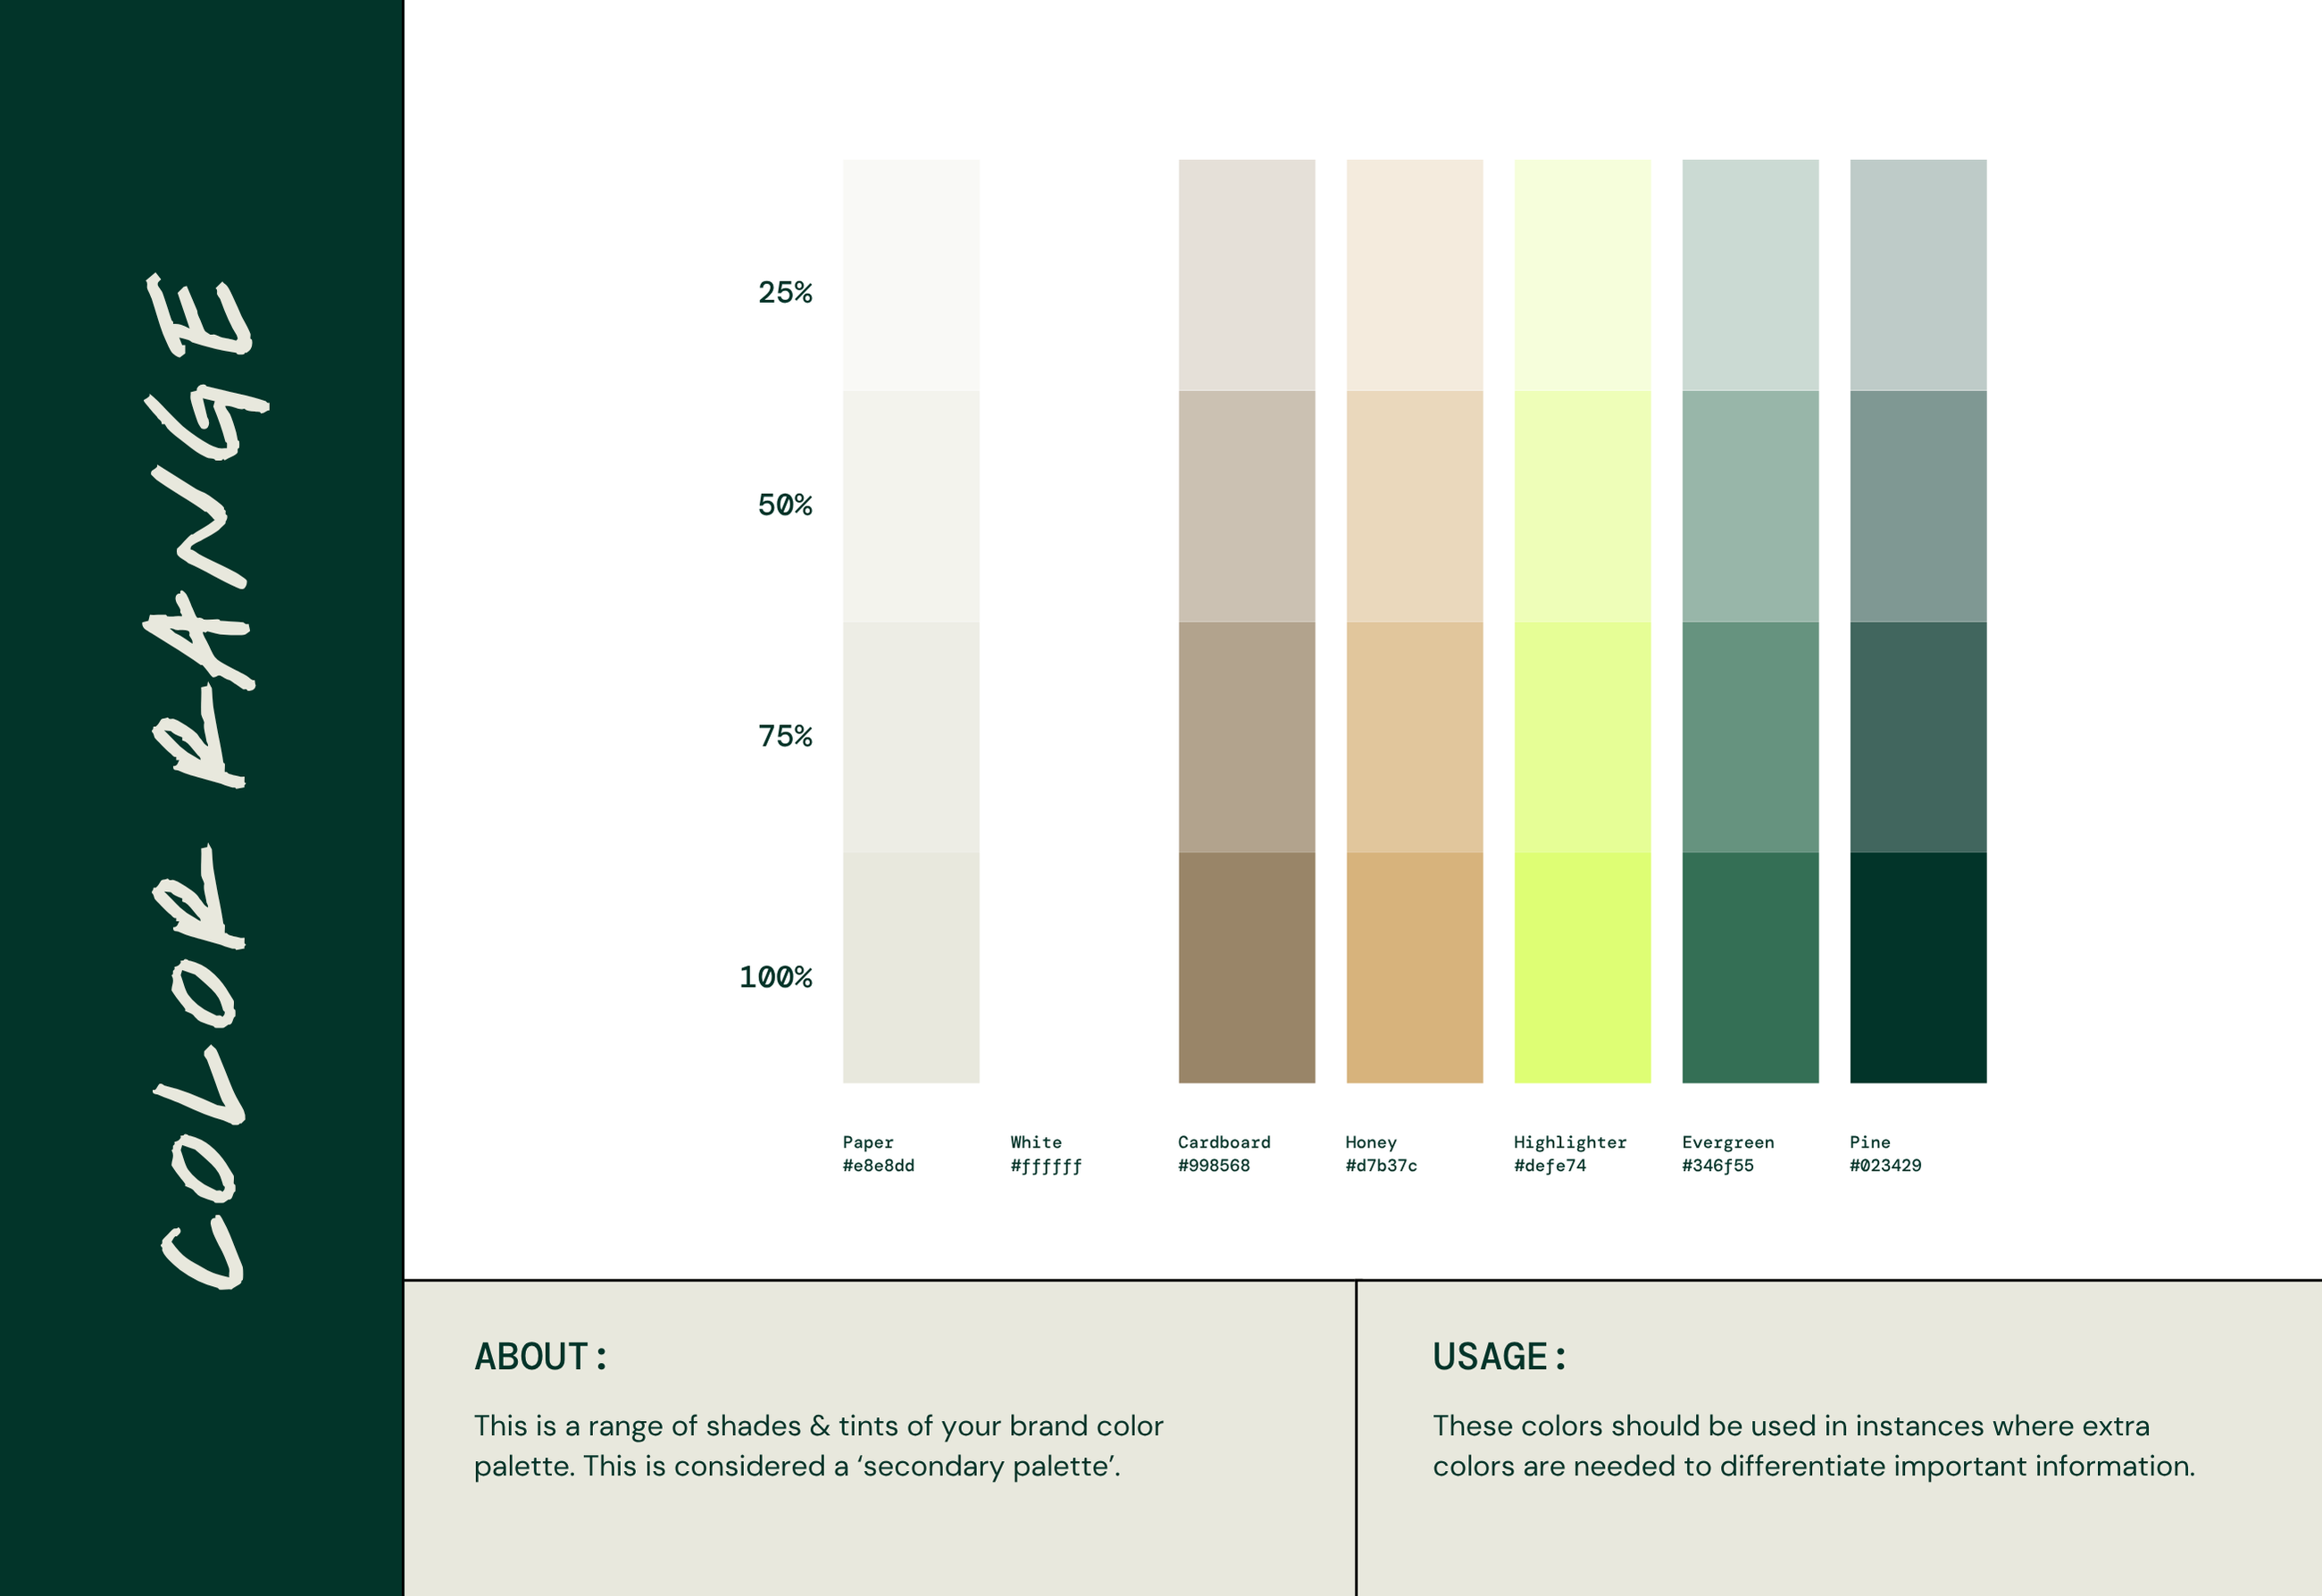 COLOR RANGE
25%
50%
75%
100%
Paper
#e8e8dd
White
#ffffff
Cardboard
#998568
Honey
#d7b37c
Highlighter
#defe74
Evergreen
#346f55
Pine
#023429
ABOUT:
This is a range of shades & tints of your brand color
palette. This is considered a ‘secondary palette’.
USAGE:
These colors should be used in instances where extra
colors are needed to differentiate important information.